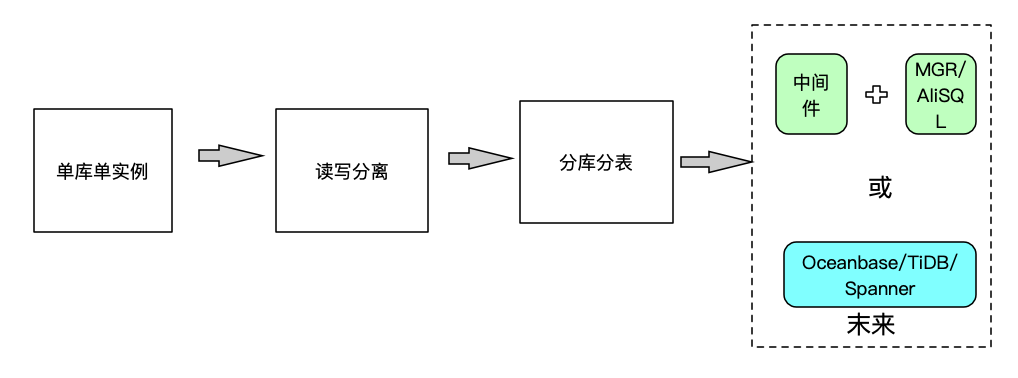 单库单实例
读写分离
分库分表
中间
件
MGR/
AliSQ
L
或
Oceanbase/TiDB/
Spanner
未来